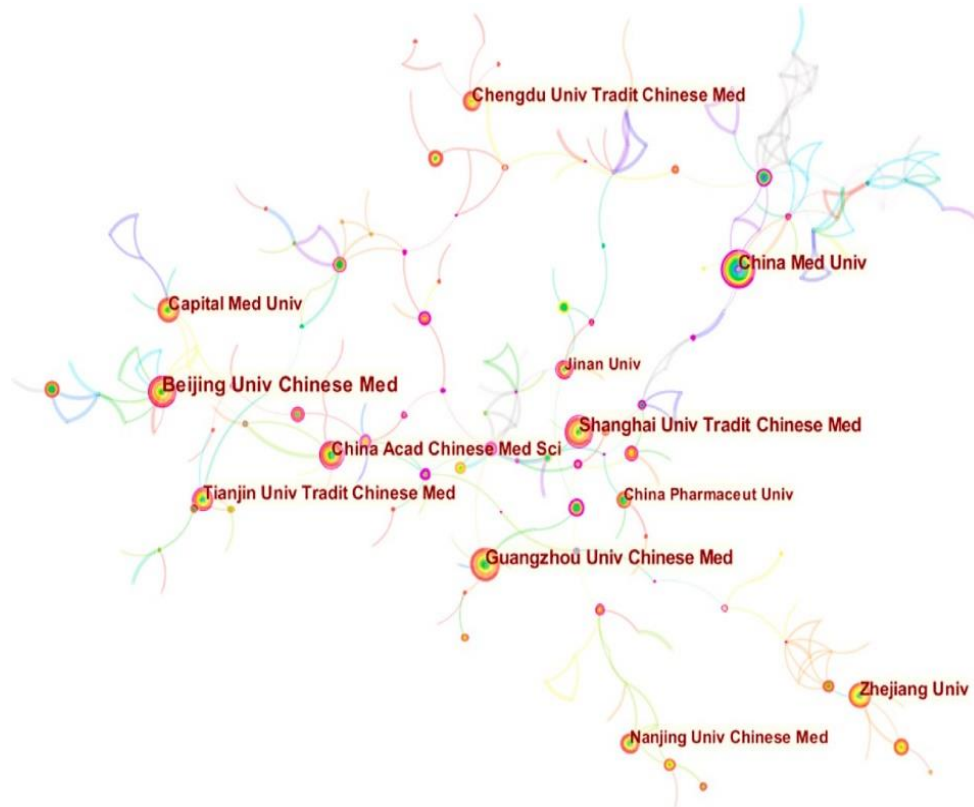 Chengdu Univ Tradit Chinese Med
China Med Univ
Capital Med Univ
Jinan Univ
Beijing Univ Chinese Med
Shanghai Univ Tradit Chinese Med
China Acad Chinese Med Sci
Tianjin Univ Tradit Chinese Med
China Pharmaceut Univ
Guangzhou Univ Chinese Med
Zhejiang Univ
Nanjing Univ Chinese Med